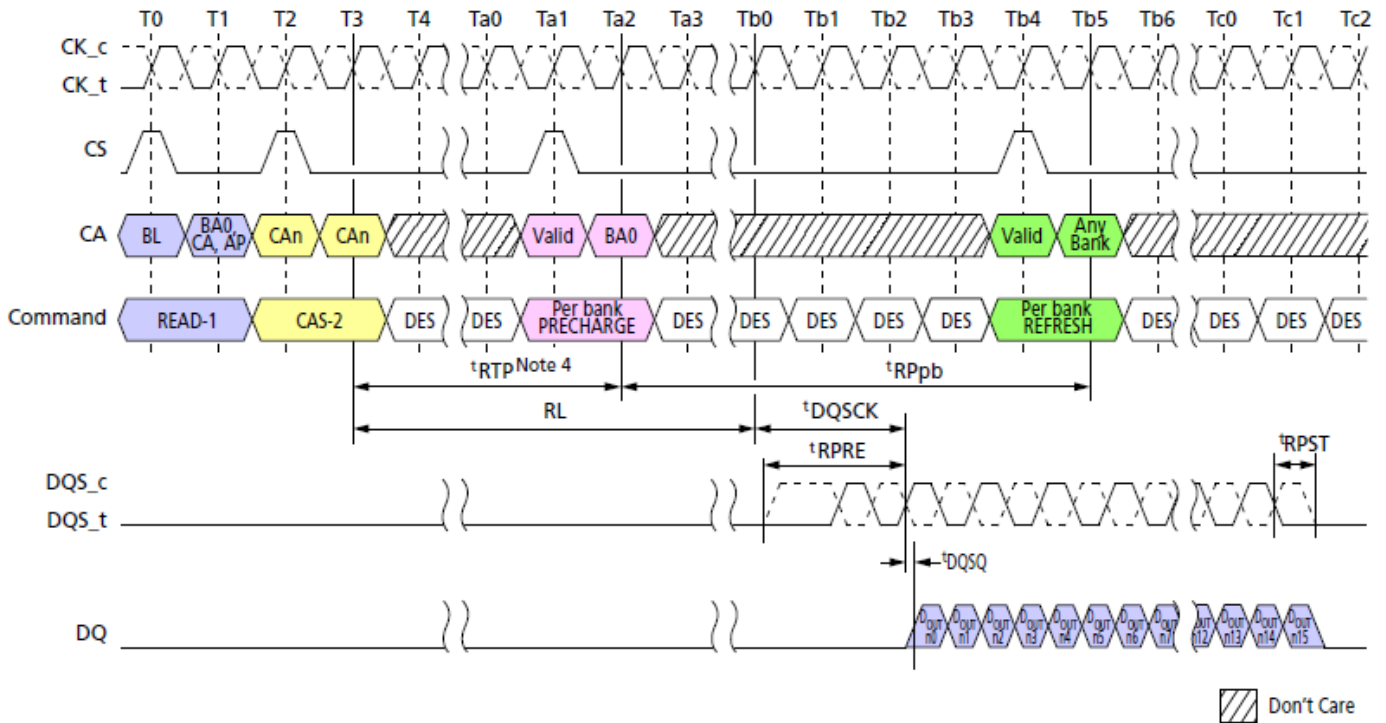 T0 T1 T2 T3 T4 Ta0 Ta1 Ta2 Ta3 Tb0 Tb1 Tb2 Tb3 Tb4 Tb5 Tb6 Tc0 Tc1 Tc2
CK_c
CK_t
CS
CA BL BA0, CA, AP CAn CAn Valid BA0 Valid Any Bank
Command READ-1 CAS-2 DES DES Per bank PRECHARGE DES DES DES DES DES Per bank REFRESH DES DES DES DES
tRTP Note 4 tRPpb
RL tDQSCK
tRPRE tRPST
DQS_c
DQS_t
tDQSQ
DQ DOUT n0 DOUT n1 DOUT n2 DOUT n3 DOUT n4 DOUT n5 DOUT n6 DOUT n7 DOUT n12 DOUT n13 DOUT n14 DOUT n15
Don't Care